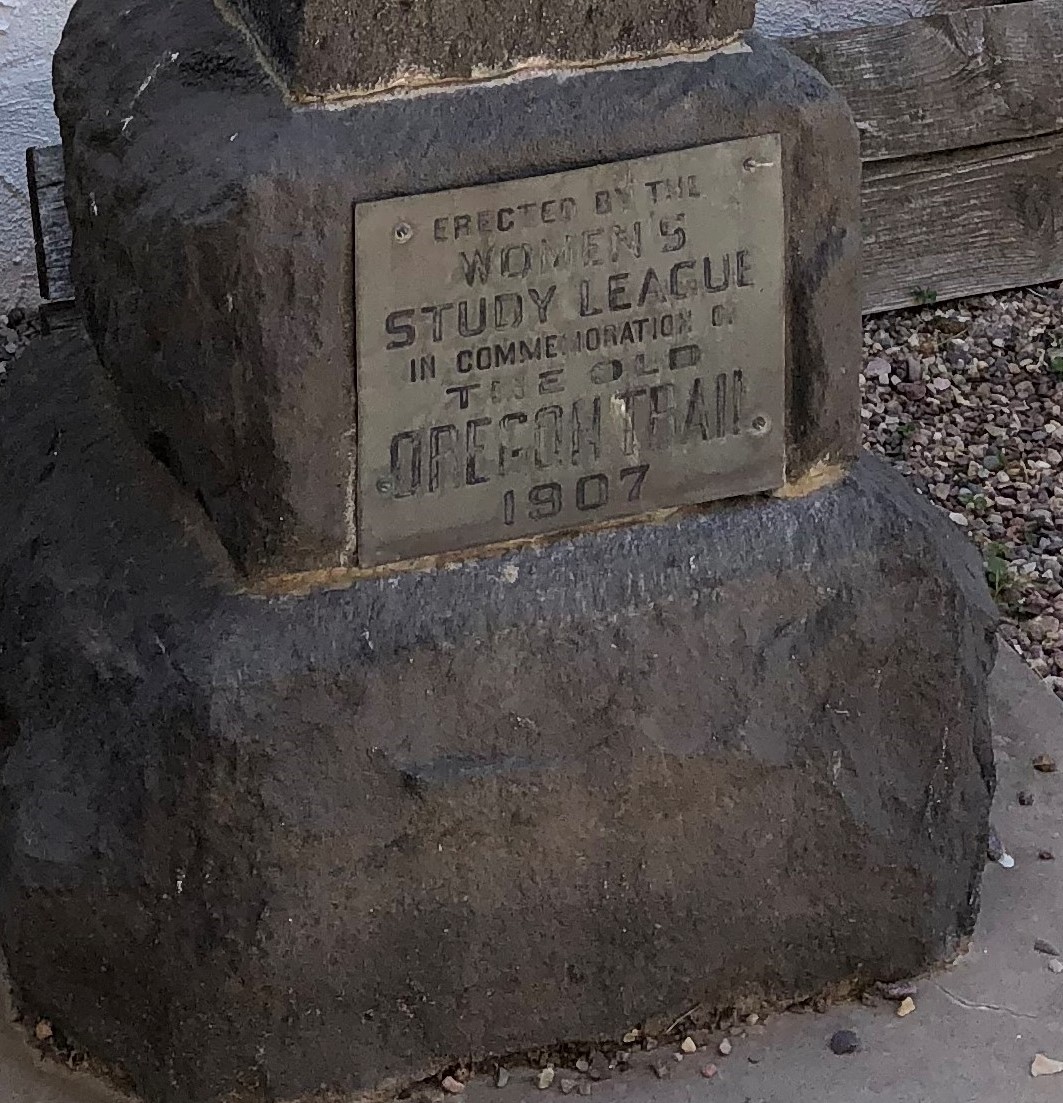 ERECTED BY THE
WOMEN'S
STUDY LEAGUE
IN COMMEMORATION OF
THE OLD
OREGON TRAIL
1907